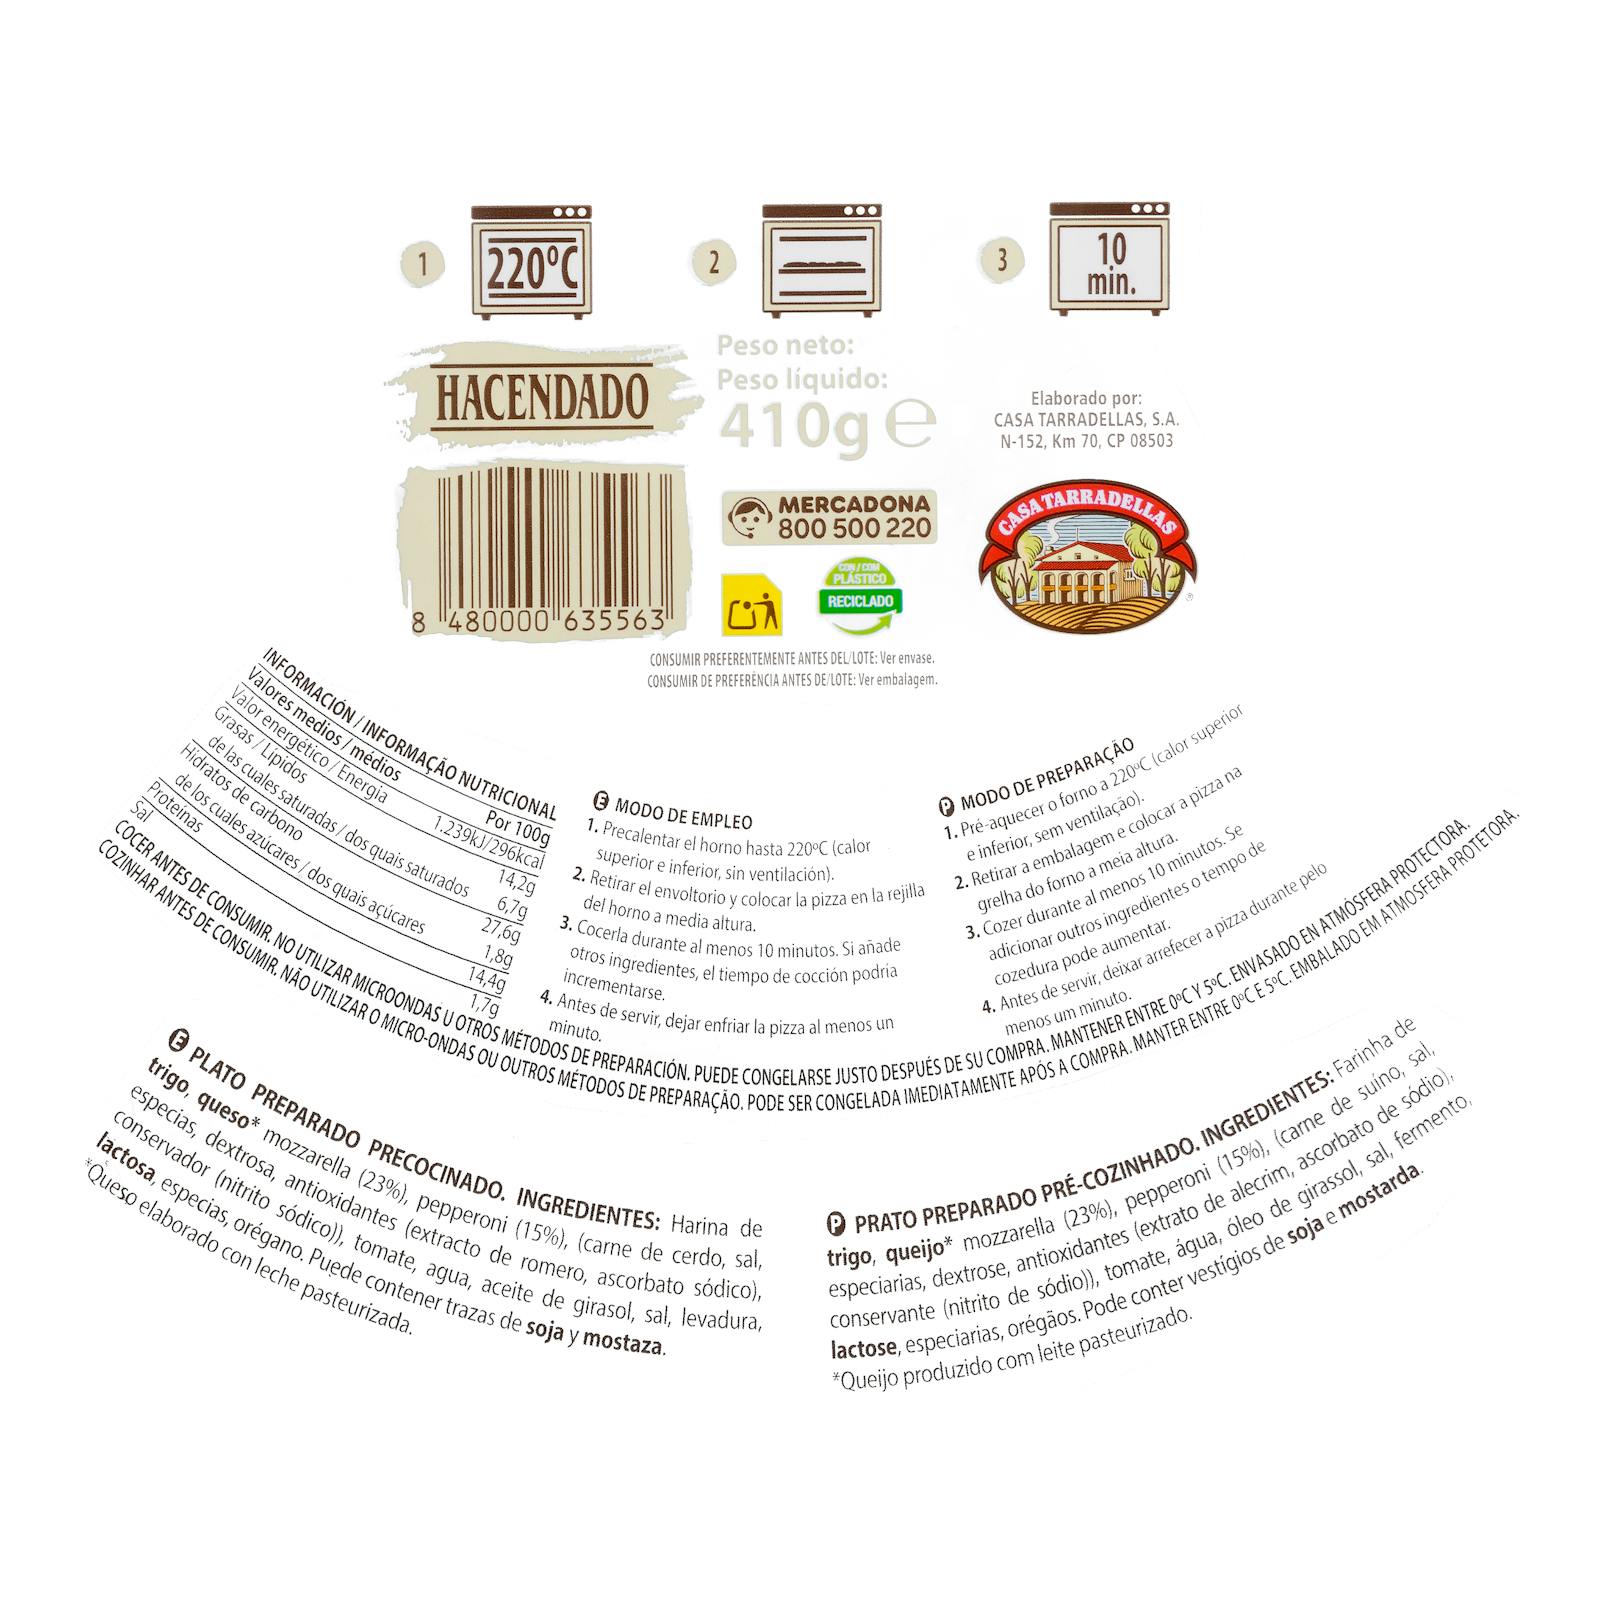 1
220ºC
2
3
10
min.
HACENDADO
Peso neto:
Peso líquido:
410g e
Elaborado por:
CASA TARRADELLAS, S.A.
N-152, Km 70, CP 08503
MERCADONA
800 500 220
CASA TARRADELLAS
®
CON / COM
PLÁSTICO
RECICLADO
8 480000 635563
CONSUMIR PREFERENTEMENTE ANTES DEL/LOTE: Ver envase.
CONSUMIR DE PREFERÊNCIA ANTES DE/LOTE: Ver embalagem.
INFORMACIÓN / INFORMAÇÃO NUTRICIONAL
Valores medios / médios Por 100g
Valor energético / Energia 1.239kJ/296kcal
Grasas / Lípidos 14,2g
de las cuales saturadas / dos quais saturados 6,7g
Hidratos de carbono 27,6g
de los cuales azúcares / dos quais açúcares 1,8g
Proteínas 14,4g
Sal 1,7g
E MODO DE EMPLEO
1. Precalentar el horno hasta 220ºC (calor
superior e inferior, sin ventilación).
2. Retirar el envoltorio y colocar la pizza en la rejilla
del horno a media altura.
3. Cocerla durante al menos 10 minutos. Si añade
otros ingredientes, el tiempo de cocción podría
incrementarse.
4. Antes de servir, dejar enfriar la pizza al menos un
minuto.
P MODO DE PREPARAÇÃO
1. Pré-aquecer o forno a 220ºC (calor superior
e inferior, sem ventilação).
2. Retirar a embalagem e colocar a pizza na
grelha do forno a meia altura.
3. Cozer durante al menos 10 minutos. Se
adicionar outros ingredientes o tempo de
cozedura pode aumentar.
4. Antes de servir, deixar arrefecer a pizza durante pelo
menos um minuto.
COCER ANTES DE CONSUMIR. NO UTILIZAR MICROONDAS U OTROS MÉTODOS DE PREPARACIÓN. PUEDE CONGELARSE JUSTO DESPUÉS DE SU COMPRA. MANTENER ENTRE 0ºC Y 5ºC. ENVASADO EN ATMÓSFERA PROTECTORA.
COZINHAR ANTES DE CONSUMIR. NÃO UTILIZAR O MICRO-ONDAS OU OUTROS MÉTODOS DE PREPARAÇÃO. PODE SER CONGELADA IMEDIATAMENTE APÓS A COMPRA. MANTER ENTRE 0ºC E 5ºC. EMBALADO EM ATMOSFERA PROTETORA.
E PLATO PREPARADO PRECOCINADO. INGREDIENTES: Harina de
trigo, queso* mozzarella (23%), pepperoni (15%), (carne de cerdo, sal,
especias, dextrosa, antioxidantes (extracto de romero, ascorbato sódico),
conservador (nitrito sódico)), tomate, agua, aceite de girasol, sal, levadura,
lactosa, especias, orégano. Puede contener trazas de soja y mostaza.
*Queso elaborado con leche pasteurizada.
P PRATO PREPARADO PRÉ-COZINHADO. INGREDIENTES: Farinha de
trigo, queijo* mozzarella (23%), pepperoni (15%), (carne de suíno, sal,
especiarias, dextrose, antioxidantes (extrato de alecrim, ascorbato de sódio),
conservante (nitrito de sódio)), tomate, água, óleo de girassol, sal, fermento,
lactose, especiarias, orégãos. Pode conter vestígios de soja e mostarda.
*Queijo produzido com leite pasteurizado.